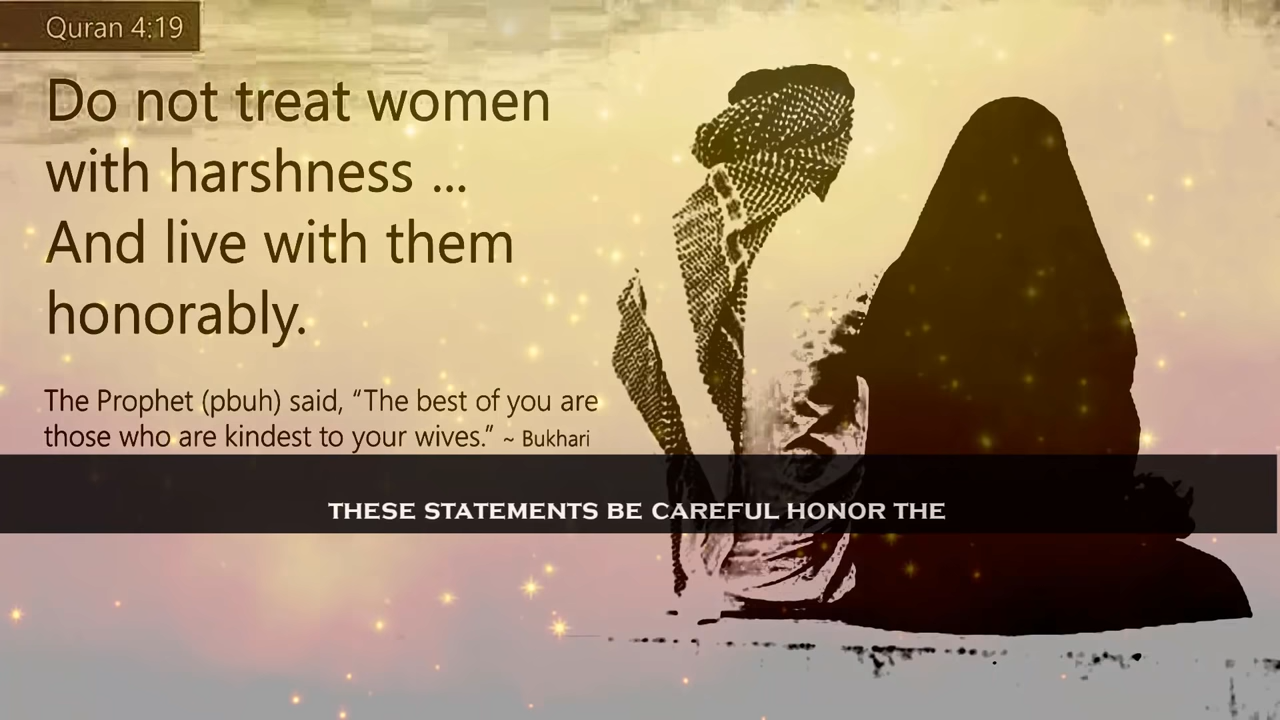 Quran 4:19
Do not treat women
with harshness ...
And live with them
honorably.
The Prophet (pbuh) said, “The best of you are
those who are kindest to your wives.” ~ Bukhari
THESE STATEMENTS BE CAREFUL HONOR THE